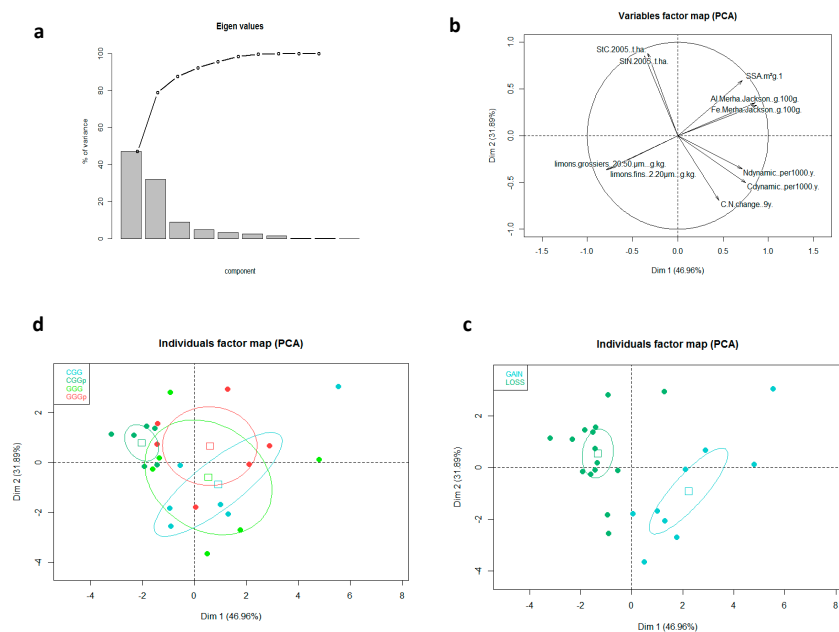 a
Eigen values
% of variance
0 20 40 60 80 100
component
b
Variables factor map (PCA)
StC.2005..t.ha.
StN.2005..t.ha.
SSA.m²g.1
Al.Merha.Jackson..g.100g.
Fe.Merha.Jackson..g.100g.
limons.grossiers..20.50.µm...g.kg.
limons.fins..2.20µm...g.kg.
Ndynamic..per1000.y.
Cdynamic..per1000.y.
C.N.change..9y.
Dim 2 (31.89%)
-1.0 -0.5 0.0 0.5 1.0
-1.5 -1.0 -0.5 0.0 0.5 1.0 1.5
Dim 1 (46.96%)
d
Individuals factor map (PCA)
CGG
CGGp
GGG
GGGp
Dim 2 (31.89%)
-4 -2 0 2
-4 -2 0 2 4 6 8
Dim 1 (46.96%)
c
Individuals factor map (PCA)
GAIN
LOSS
Dim 2 (31.89%)
-4 -2 0 2
-4 -2 0 2 4 6 8
Dim 1 (46.96%)